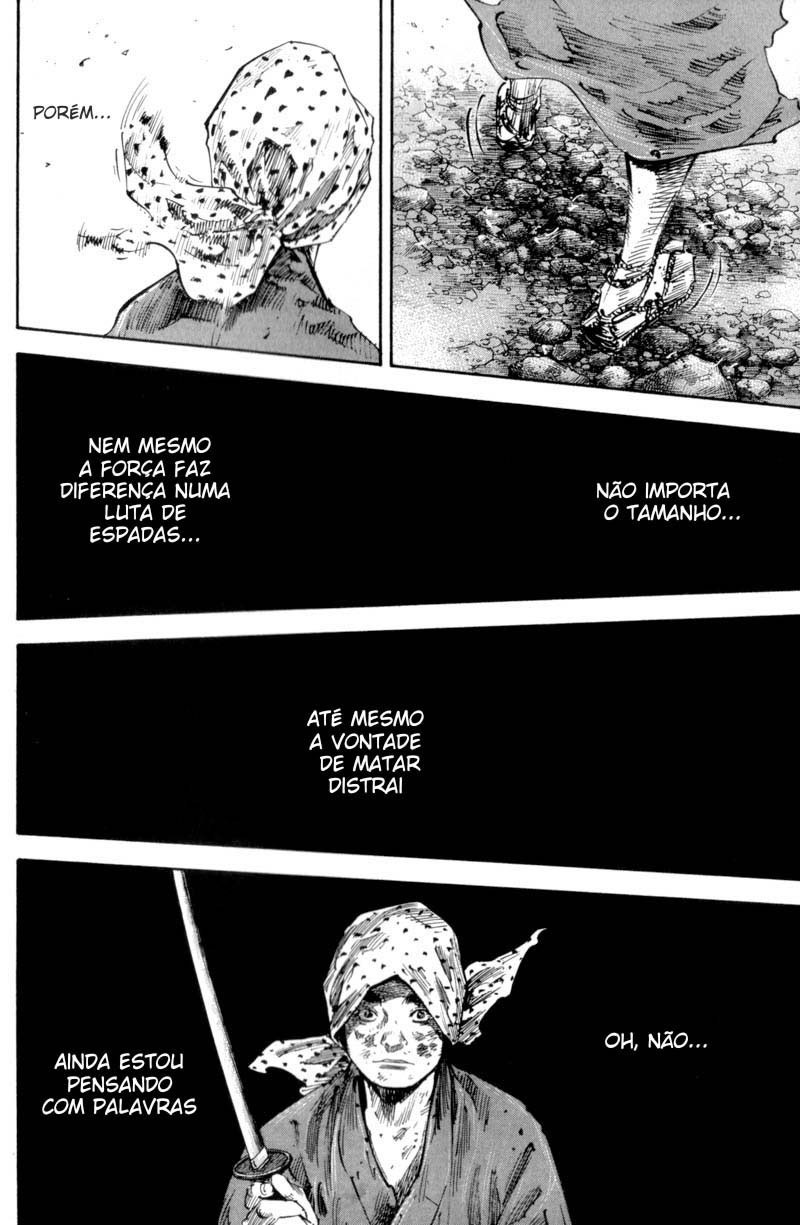 PORÉM...
NÃO IMPORTA
O TAMANHO...
NEM MESMO
A FORÇA FAZ
DIFERENÇA NUMA
LUTA DE
ESPADAS...
ATÉ MESMO
A VONTADE
DE MATAR
DISTRAI
OH, NÃO...
AINDA ESTOU
PENSANDO
COM PALAVRAS